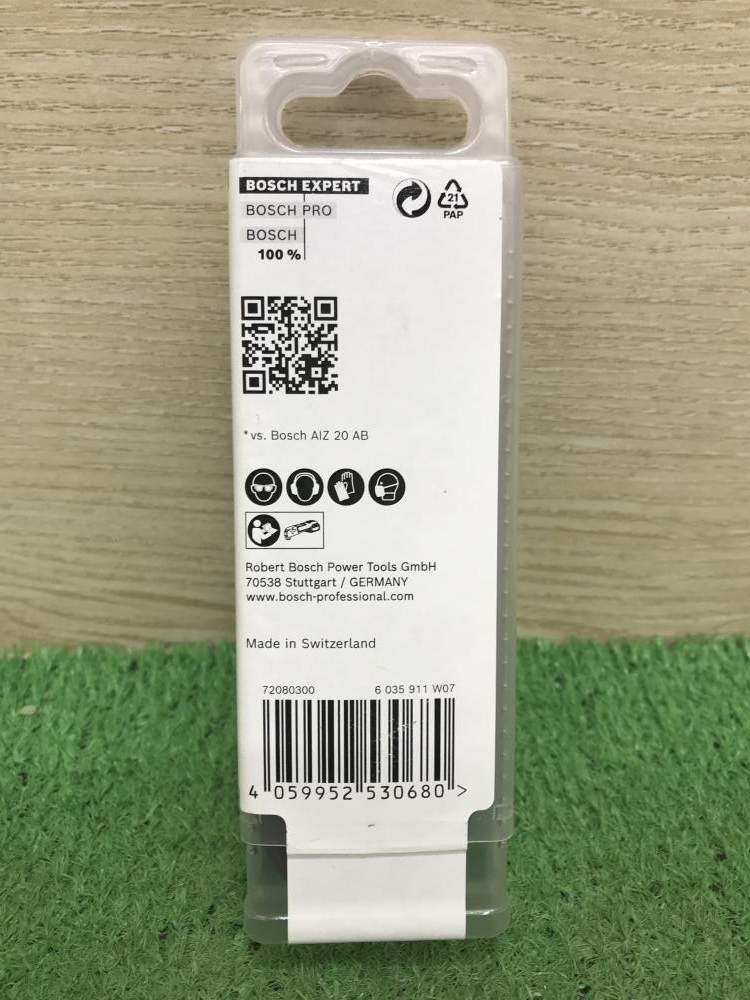 BOSCH EXPERT
BOSCH PRO
BOSCH
100 %
21
PAP
*vs. Bosch AIZ 20 AB
Robert Bosch Power Tools GmbH
70538 Stuttgart / GERMANY
www.bosch-professional.com
Made in Switzerland
72080300 6 035 911 W07
4 059952 530680 >